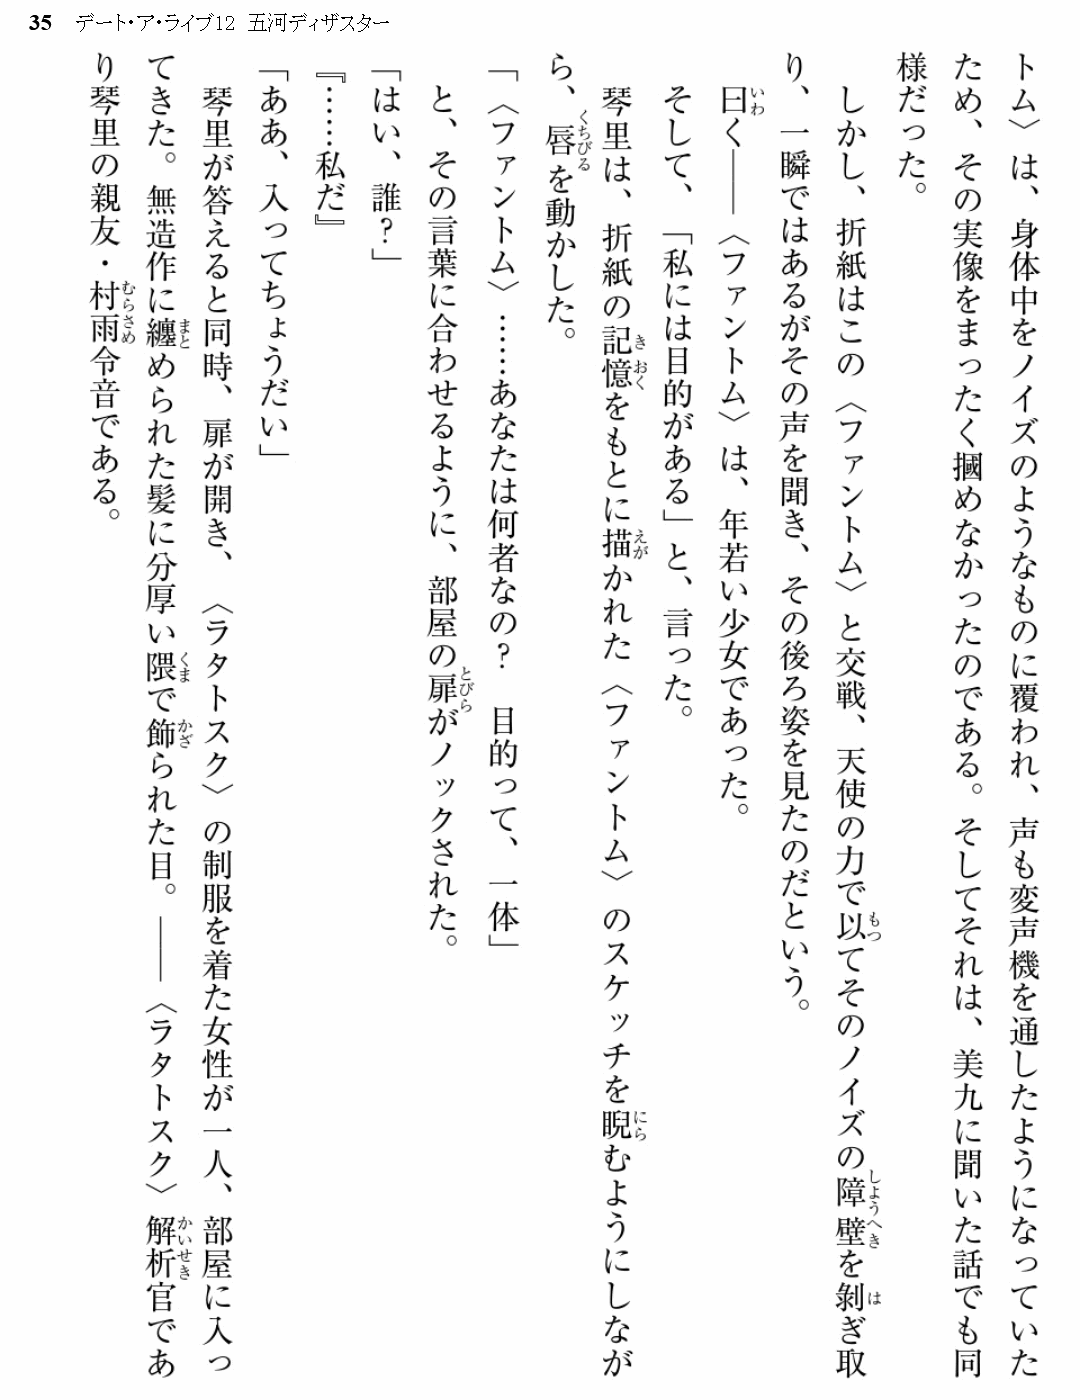 35 デート・ア・ライブ12 五河ディザスター
トム〉は、身体中をノイズのようなものに覆われ、声も変声機を通したようになっていた
ため、その実像をまったく摑めなかったのである。そしてそれは、美九に聞いた話でも同
様だった。
しかし、折紙はこの〈ファントム〉と交戦、天使の力で以てそのノイズの障壁を剝ぎ取
り、一瞬ではあるがその声を聞き、その後ろ姿を見たのだという。
曰く――〈ファントム〉は、年若い少女であった。
そして、「私には目的がある」と、言った。
琴里は、折紙の記憶をもとに描かれた〈ファントム〉のスケッチを睨むようにしなが
ら、唇を動かした。
「〈ファントム〉……あなたは何者なの？　目的って、一体」
と、その言葉に合わせるように、部屋の扉がノックされた。
「はい、誰？」
『……私だ』
「ああ、入ってちょうだい」
琴里が答えると同時、扉が開き、〈ラタトスク〉の制服を着た女性が一人、部屋に入っ
てきた。無造作に纏められた髪に分厚い隈で飾られた目。――〈ラタトスク〉解析官であ
り琴里の親友・村雨令音である。